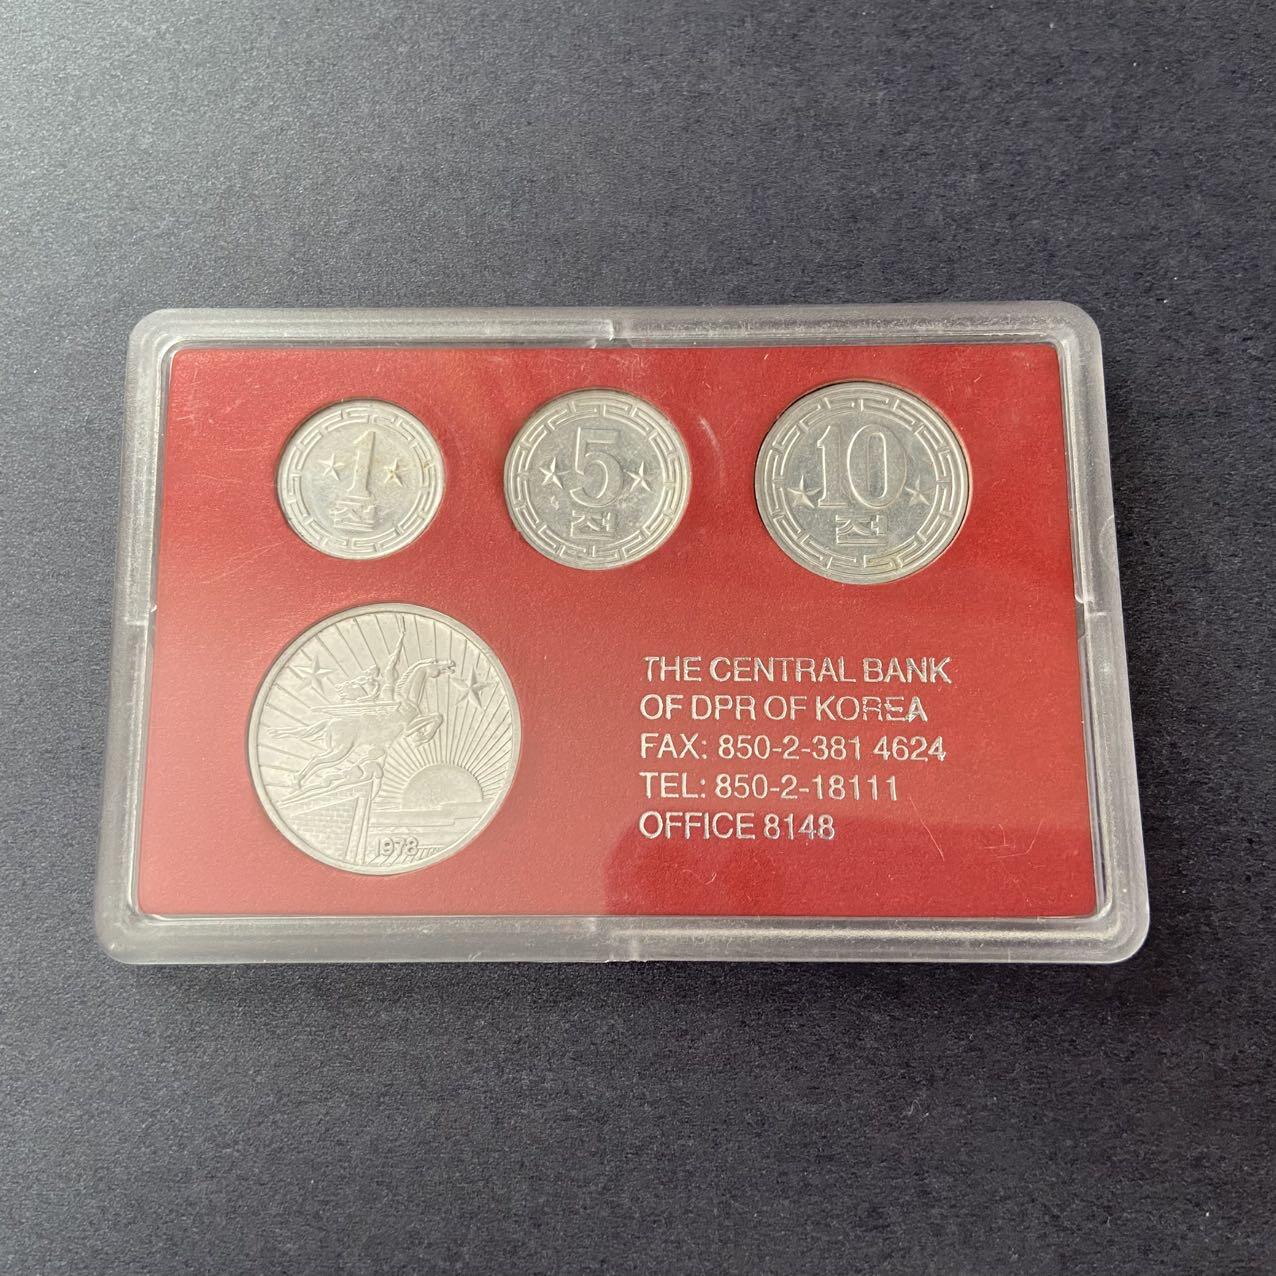 1
전
5
전
10
전
1978
THE CENTRAL BANK
OF DPR OF KOREA
FAX: 850-2-381 4624
TEL: 850-2-18111
OFFICE 8148